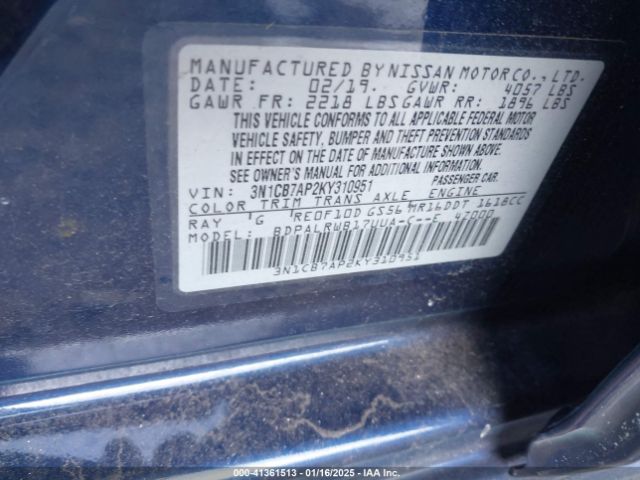 MANUFACTURED BY NISSAN MOTOR CO., LTD.
DATE: 02/19. GVWR: 4057 LBS
GAWR FR: 2218 LBS GAWR RR: 1896 LBS
THIS VEHICLE CONFORMS TO ALL APPLICABLE FEDERAL MOTOR
VEHICLE SAFETY, BUMPER AND THEFT PREVENTION STANDARDS
IN EFFECT ON THE DATE OF MANUFACTURE SHOWN ABOVE.
SEE OWNER'S MANUAL FOR ADDITIONAL INFORMATION.
VIN: 3N1CB7AP2KY310951 PASSENGER CAR.
COLOR TRIM TRANS AXLE ENGINE
RAY G RE0F10D GS56 MR16DDT 1618CC
MODEL: BDPALRWB17UUA-C--E 4Z000
3N1CB7AP2KY310951
000-41361513 - 01/16/2025 - IAA Inc.